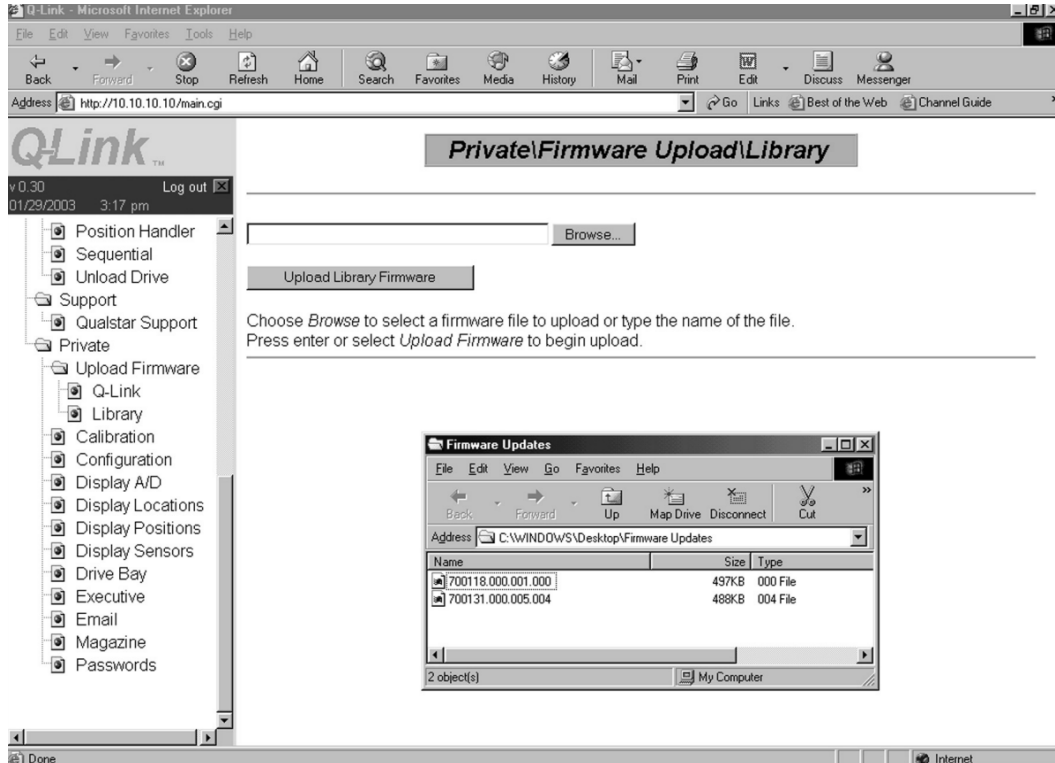 Q-Link - Microsoft Internet Explorer
File Edit View Favorites Tools Help
Back Forward Stop Refresh Home Search Favorites Media History Mail Print Edit Discuss Messenger
Address http://10.10.10.10/main.cgi Go Links Best of the Web Channel Guide
Q-Link TM
v 0.30 Log out
01/29/2003 3:17 pm
Position Handler
Sequential
Unload Drive
Support
Qualstar Support
Private
Upload Firmware
Q-Link
Library
Calibration
Configuration
Display A/D
Display Locations
Display Positions
Display Sensors
Drive Bay
Executive
Email
Magazine
Passwords
Private\Firmware Upload\Library
Browse...
Upload Library Firmware
Choose Browse to select a firmware file to upload or type the name of the file.
Press enter or select Upload Firmware to begin upload.
Firmware Updates
File Edit View Go Favorites Help
Back Forward Up Map Drive Disconnect Cut
Address C:\WINDOWS\Desktop\Firmware Updates
Name Size Type
700118.000.001.000 497KB 000 File
700131.000.005.004 488KB 004 File
2 object(s) My Computer
Done Internet